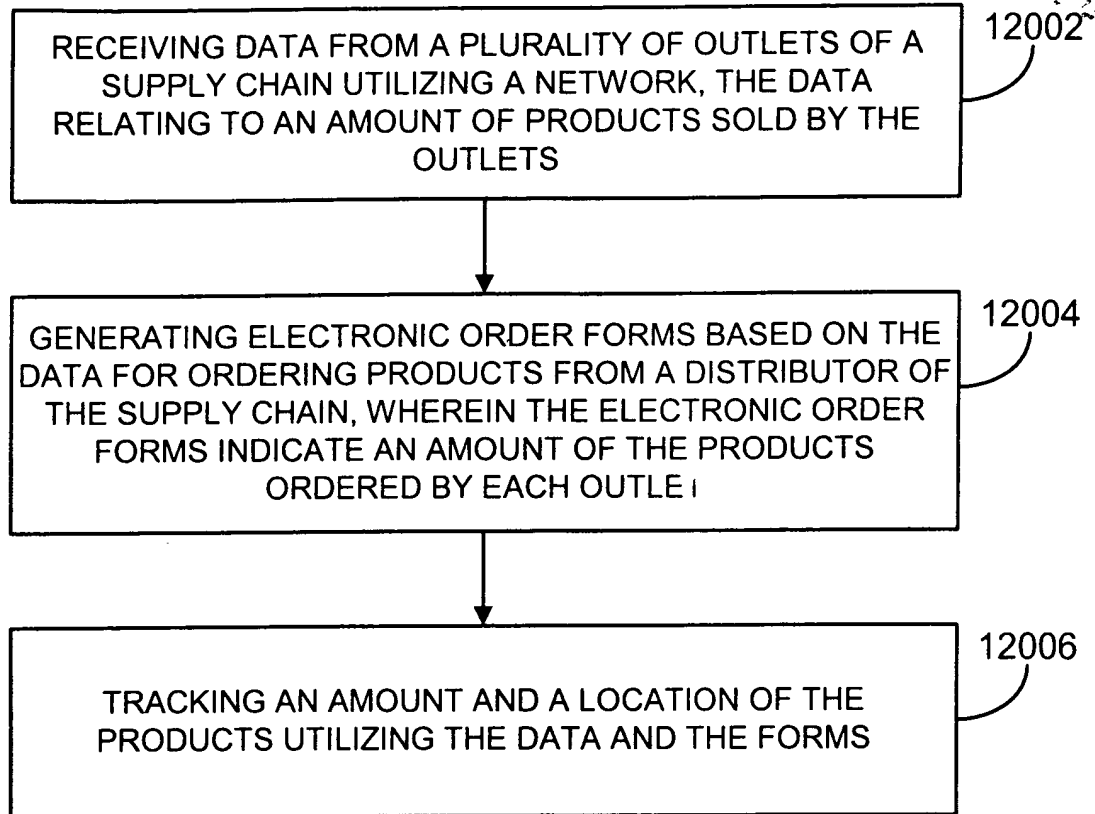 RECEIVING DATA FROM A PLURALITY OF OUTLETS OF A
SUPPLY CHAIN UTILIZING A NETWORK, THE DATA
RELATING TO AN AMOUNT OF PRODUCTS SOLD BY THE
OUTLETS
12002
GENERATING ELECTRONIC ORDER FORMS BASED ON THE
DATA FOR ORDERING PRODUCTS FROM A DISTRIBUTOR OF
THE SUPPLY CHAIN, WHEREIN THE ELECTRONIC ORDER
FORMS INDICATE AN AMOUNT OF THE PRODUCTS
ORDERED BY EACH OUTLET
12004
TRACKING AN AMOUNT AND A LOCATION OF THE
PRODUCTS UTILIZING THE DATA AND THE FORMS
12006